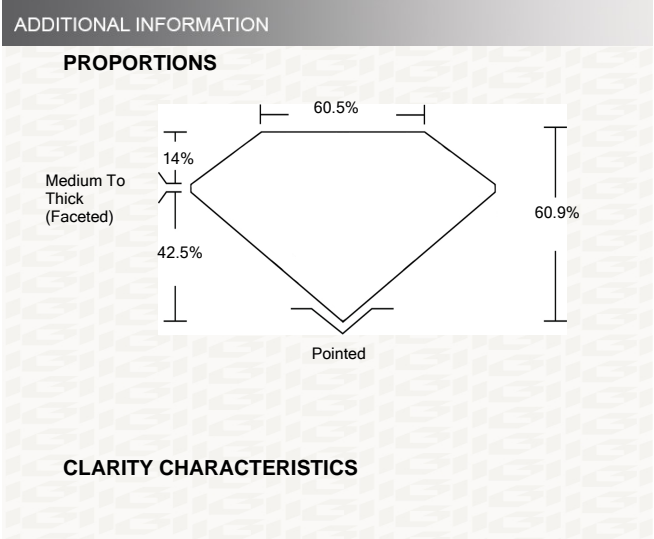 ADDITIONAL INFORMATION
PROPORTIONS
60.5%
14%
Medium To
Thick
(Faceted)
60.9%
42.5%
Pointed
CLARITY CHARACTERISTICS